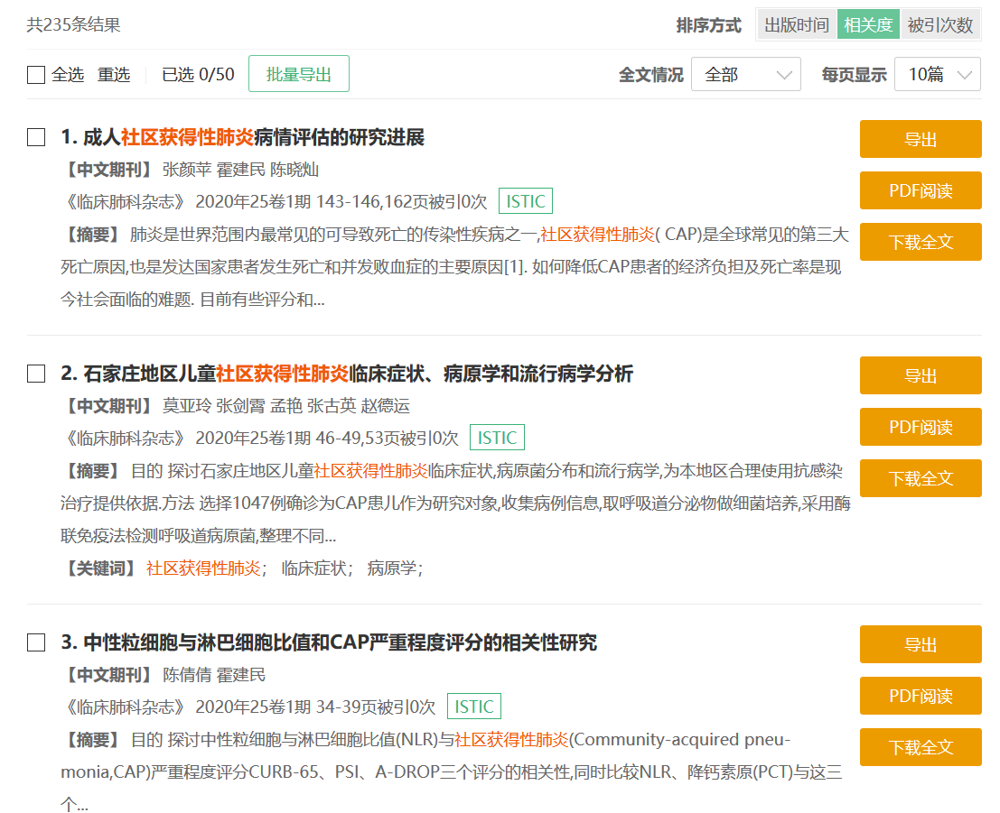 共235条结果 排序方式 出版时间 相关度 被引次数
全选 重选 已选 0/50 批量导出 全文情况 全部 每页显示 10篇
1. 成人社区获得性肺炎病情评估的研究进展
导出
【中文期刊】 张颜苹 霍建民 陈晓灿
PDF阅读
《临床肺科杂志》 2020年25卷1期 143-146,162页被引0次 ISTIC
【摘要】 肺炎是世界范围内最常见的可导致死亡的传染性疾病之一,社区获得性肺炎( CAP)是全球常见的第三大
下载全文
死亡原因,也是发达国家患者发生死亡和并发败血症的主要原因[1]. 如何降低CAP患者的经济负担及死亡率是现
今社会面临的难题. 目前有些评分和...
2. 石家庄地区儿童社区获得性肺炎临床症状、病原学和流行病学分析
导出
【中文期刊】 莫亚玲 张剑霄 孟艳 张古英 赵德运
PDF阅读
《临床肺科杂志》 2020年25卷1期 46-49,53页被引0次 ISTIC
【摘要】 目的 探讨石家庄地区儿童社区获得性肺炎临床症状,病原菌分布和流行病学,为本地区合理使用抗感染
下载全文
治疗提供依据.方法 选择1047例确诊为CAP患儿作为研究对象,收集病例信息,取呼吸道分泌物做细菌培养,采用酶
联免疫法检测呼吸道病原菌,整理不同...
【关键词】 社区获得性肺炎； 临床症状； 病原学；
3. 中性粒细胞与淋巴细胞比值和CAP严重程度评分的相关性研究
导出
【中文期刊】 陈倩倩 霍建民
PDF阅读
《临床肺科杂志》 2020年25卷1期 34-39页被引0次 ISTIC
【摘要】 目的 探讨中性粒细胞与淋巴细胞比值(NLR)与社区获得性肺炎(Community-acquired pneu-
下载全文
monia,CAP)严重程度评分CURB-65、PSI、A-DROP三个评分的相关性,同时比较NLR、降钙素原(PCT)与这三
个...